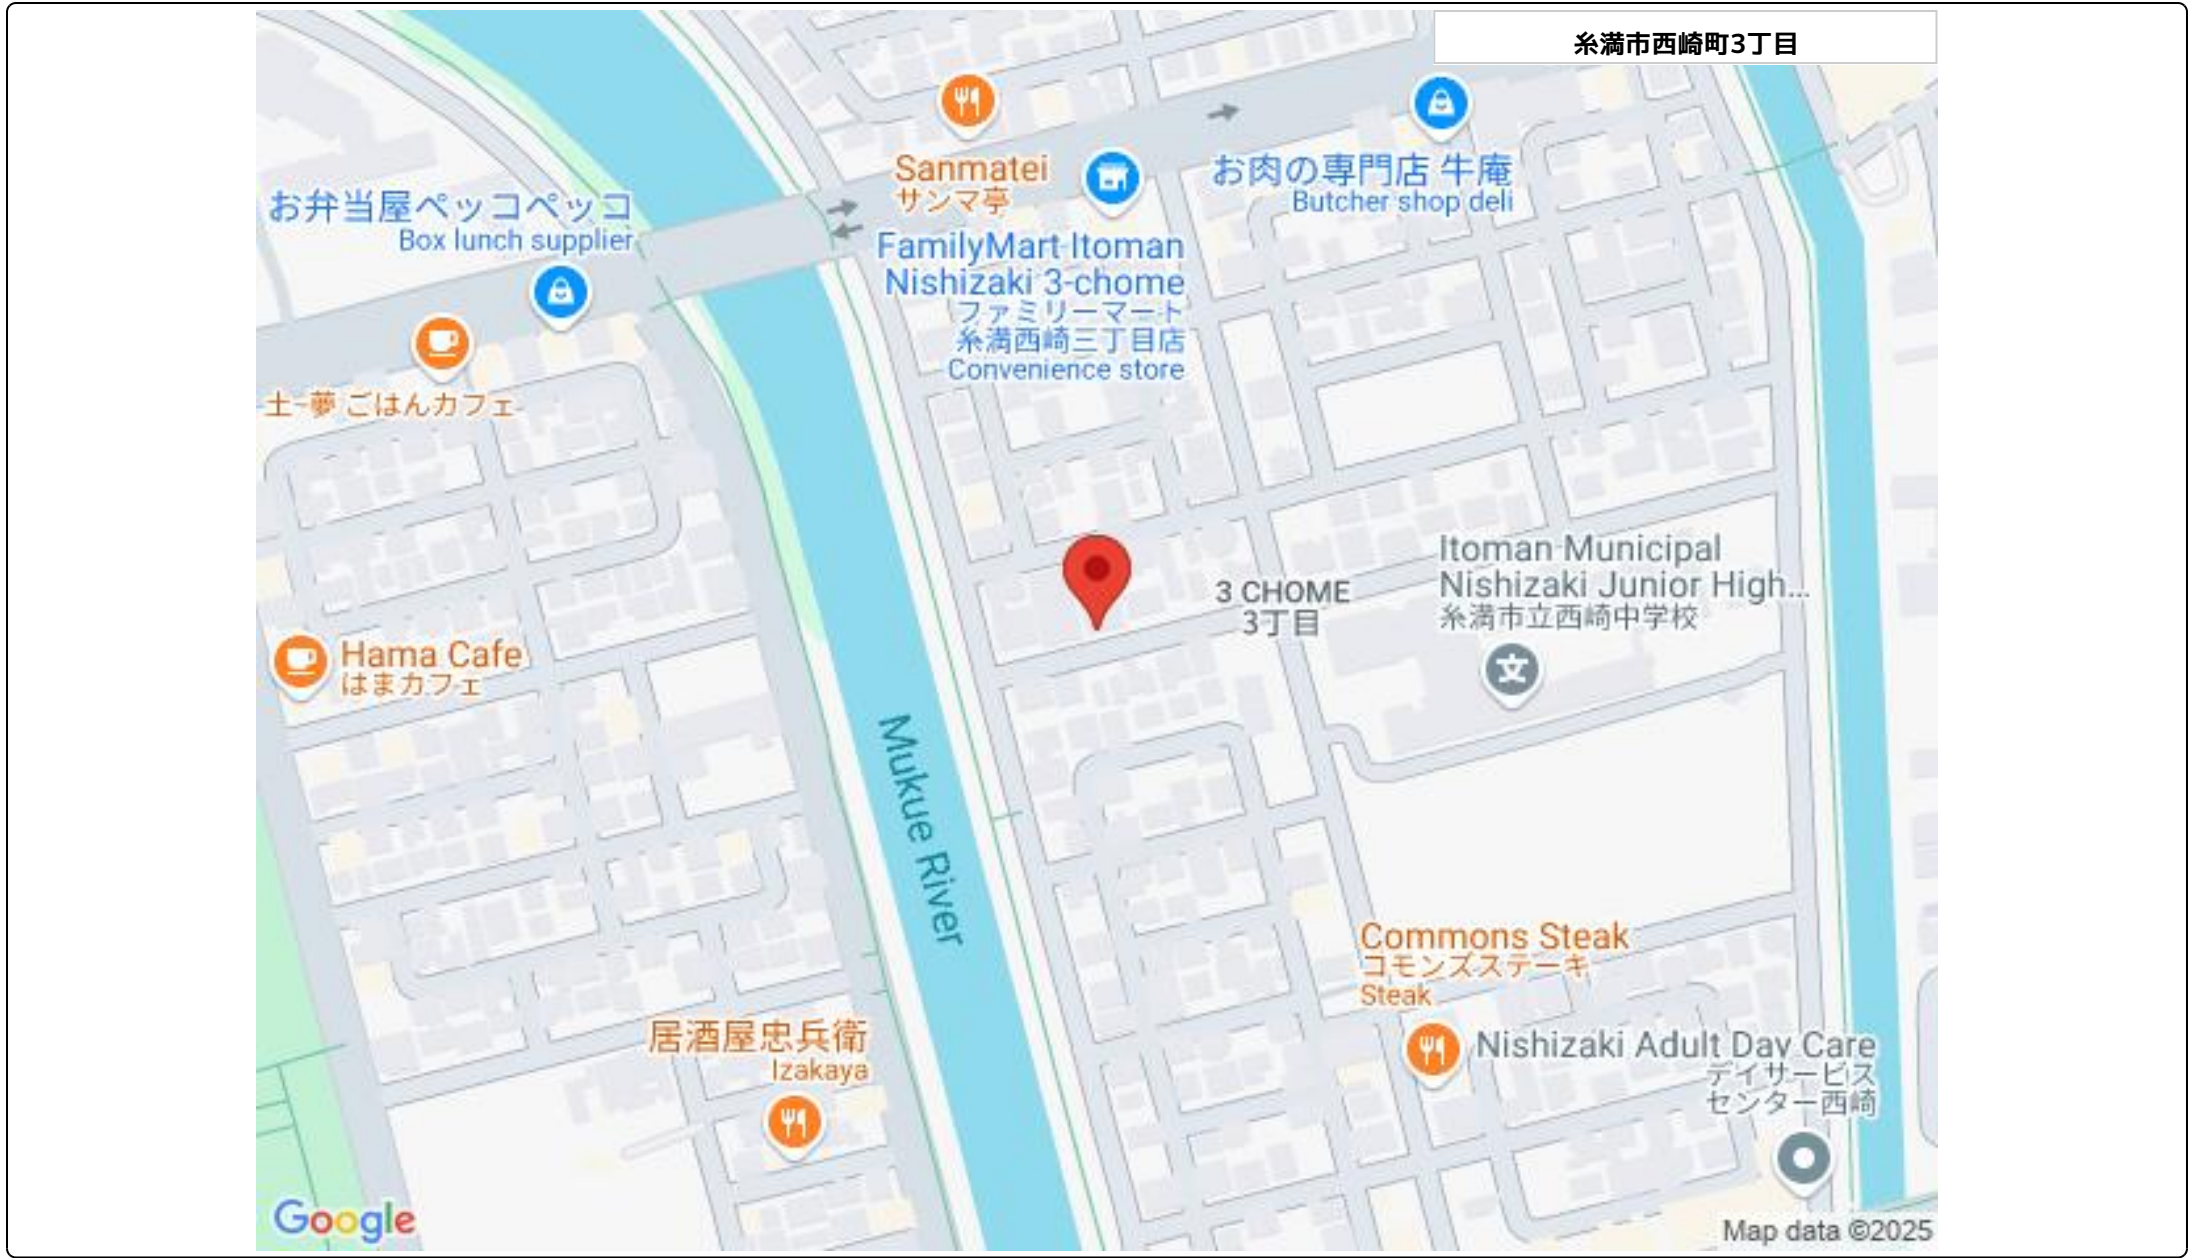 糸満市西崎町3丁目
Sanmatei
サンマ亭
お肉の専門店 牛庵
Butcher shop deli
お弁当屋ペッコペッコ
Box lunch supplier
FamilyMart Itoman
Nishizaki 3-chome
ファミリーマート
糸満西崎三丁目店
Convenience store
土-夢 ごはんカフェ
Itoman Municipal
Nishizaki Junior High...
糸満市立西崎中学校
3 CHOME
3丁目
Hama Cafe
はまカフェ
Mukue River
Commons Steak
コモンズステーキ
Steak
居酒屋忠兵衛
Izakaya
Nishizaki Adult Day Care
デイサービス
センター西崎
Google
Map data ©2025